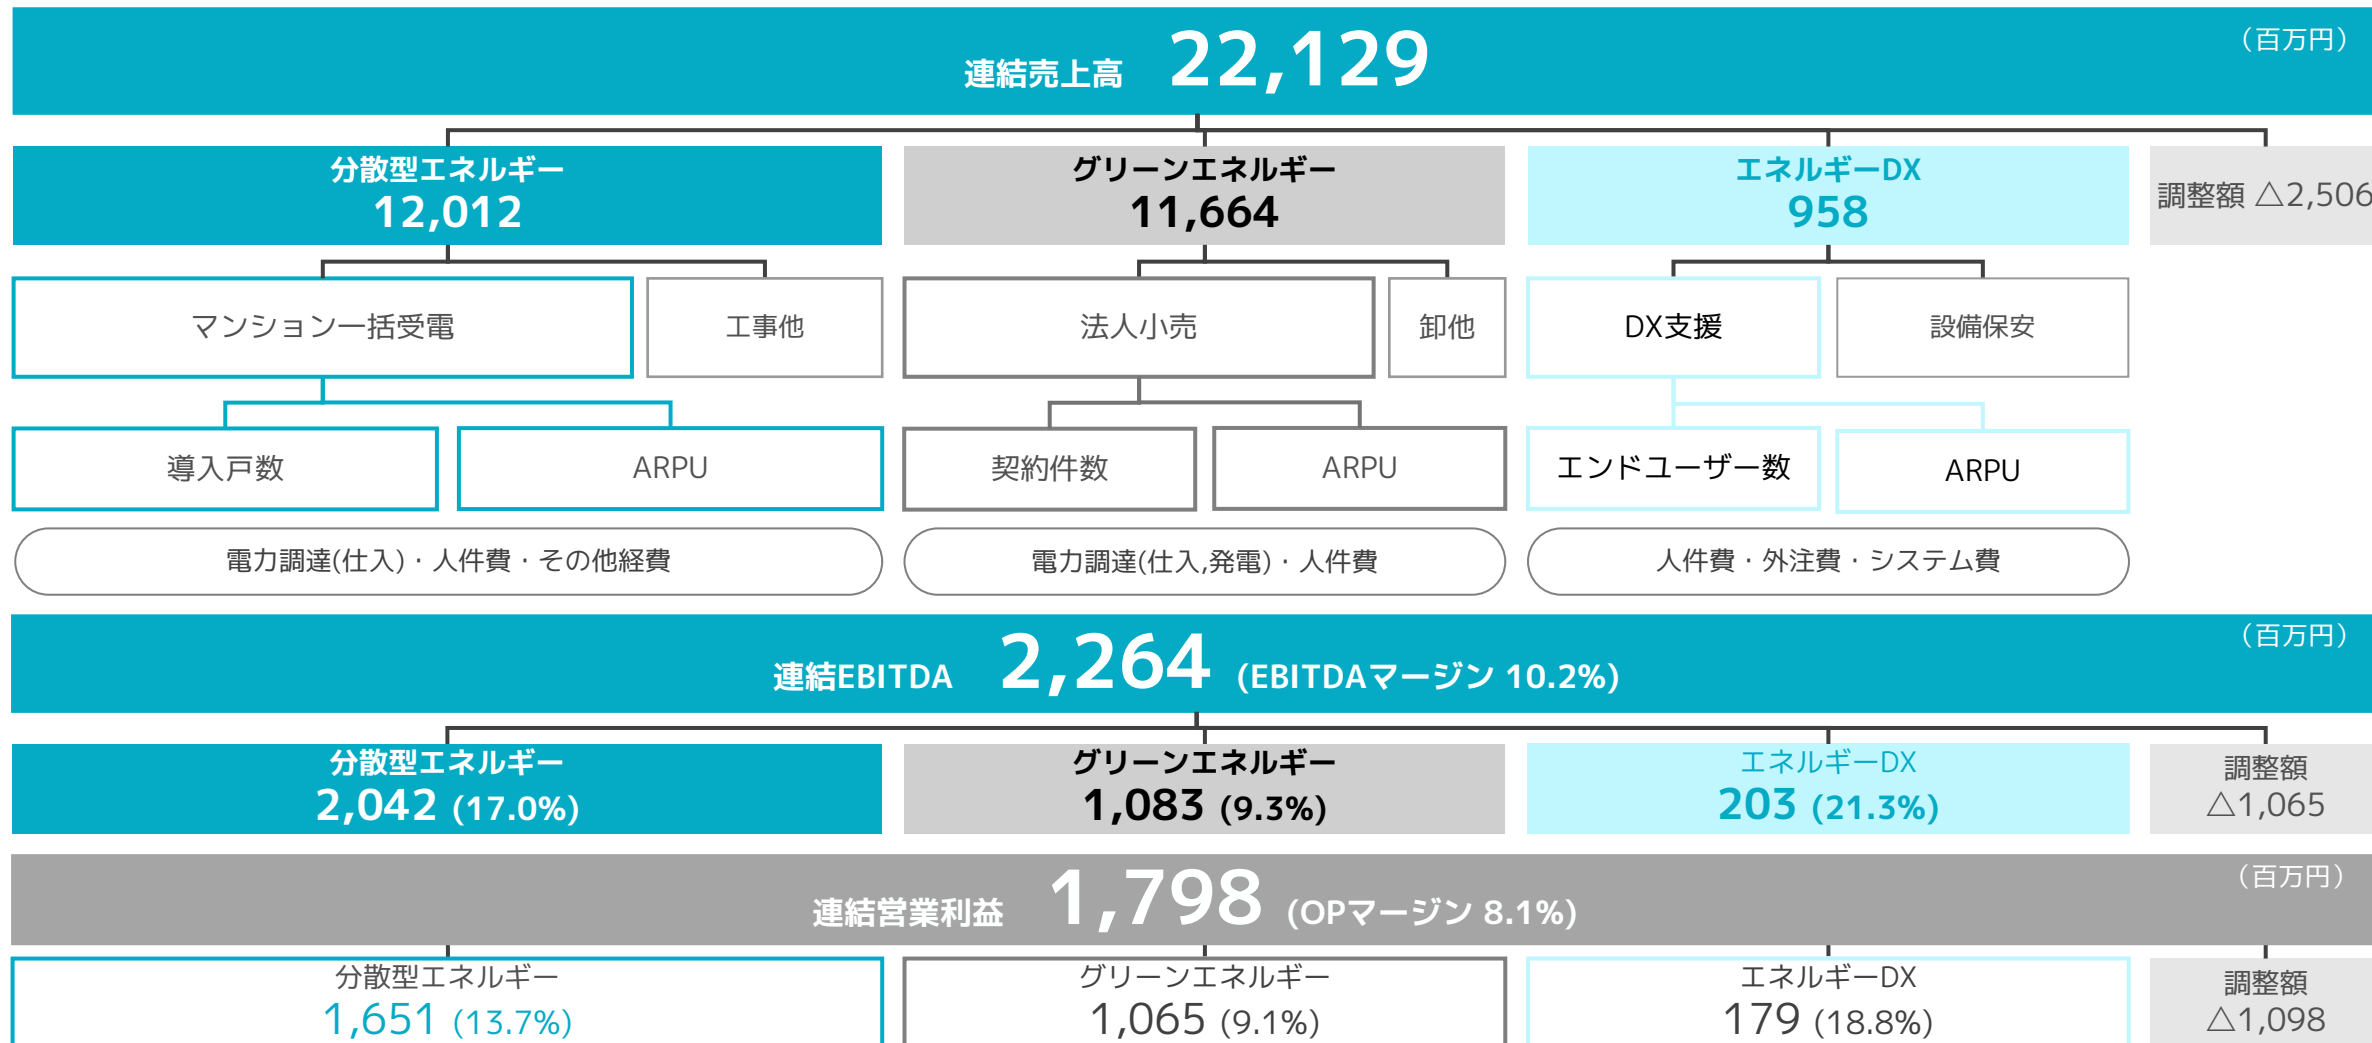 (百万円)
連結売上高 22,129
分散型エネルギー
12,012
グリーンエネルギー
11,664
エネルギーDX
958
調整額 △2,506
マンション一括受電
工事他
法人小売
卸他
DX支援
設備保安
導入戸数
ARPU
契約件数
ARPU
エンドユーザー数
ARPU
電力調達(仕入)・人件費・その他経費
電力調達(仕入,発電)・人件費
人件費・外注費・システム費
(百万円)
連結EBITDA 2,264 (EBITDAマージン 10.2%)
分散型エネルギー
2,042 (17.0%)
グリーンエネルギー
1,083 (9.3%)
エネルギーDX
203 (21.3%)
調整額
△1,065
(百万円)
連結営業利益 1,798 (OPマージン 8.1%)
分散型エネルギー
1,651 (13.7%)
グリーンエネルギー
1,065 (9.1%)
エネルギーDX
179 (18.8%)
調整額
△1,098